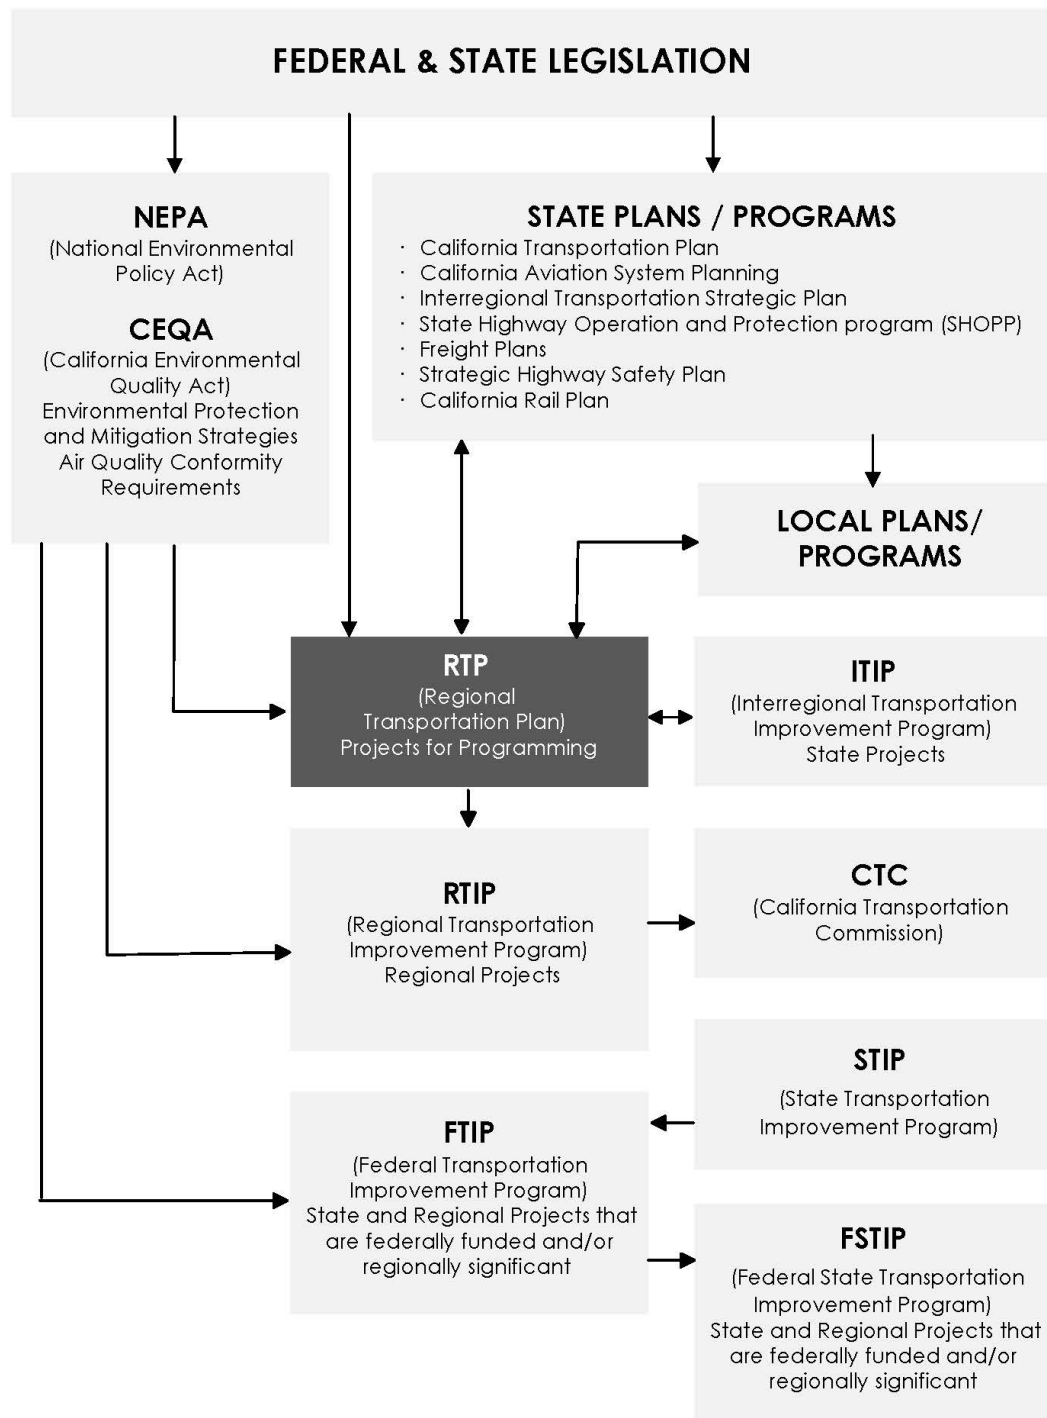 FEDERAL & STATE LEGISLATION
NEPA
(National Environmental
Policy Act)
CEQA
(California Environmental
Quality Act)
Environmental Protection
and Mitigation Strategies
Air Quality Conformity
Requirements
STATE PLANS / PROGRAMS
· California Transportation Plan
· California Aviation System Planning
· Interregional Transportation Strategic Plan
· State Highway Operation and Protection program (SHOPP)
· Freight Plans
· Strategic Highway Safety Plan
· California Rail Plan
LOCAL PLANS/
PROGRAMS
RTP
(Regional
Transportation Plan)
Projects for Programming
ITIP
(Interregional Transportation
Improvement Program)
State Projects
RTIP
(Regional Transportation
Improvement Program)
Regional Projects
CTC
(California Transportation
Commission)
STIP
(State Transportation
Improvement Program)
FTIP
(Federal Transportation
Improvement Program)
State and Regional Projects that
are federally funded and/or
regionally significant
FSTIP
(Federal State Transportation
Improvement Program)
State and Regional Projects that
are federally funded and/or
regionally significant